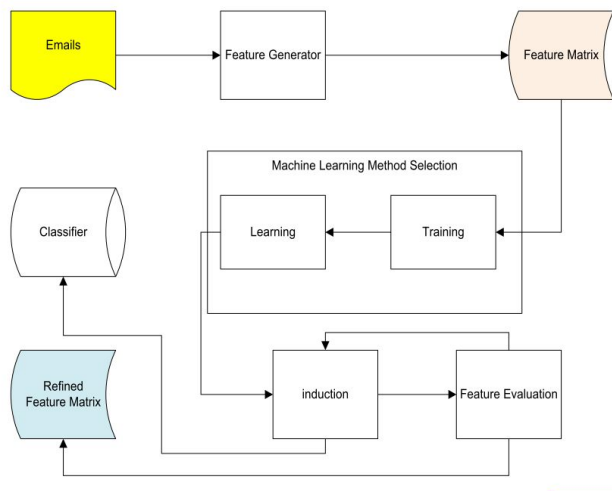 Emails
Feature Generator
Feature Matrix
Machine Learning Method Selection
Classifier
Learning
Training
Refined
Feature Matrix
induction
Feature Evaluation